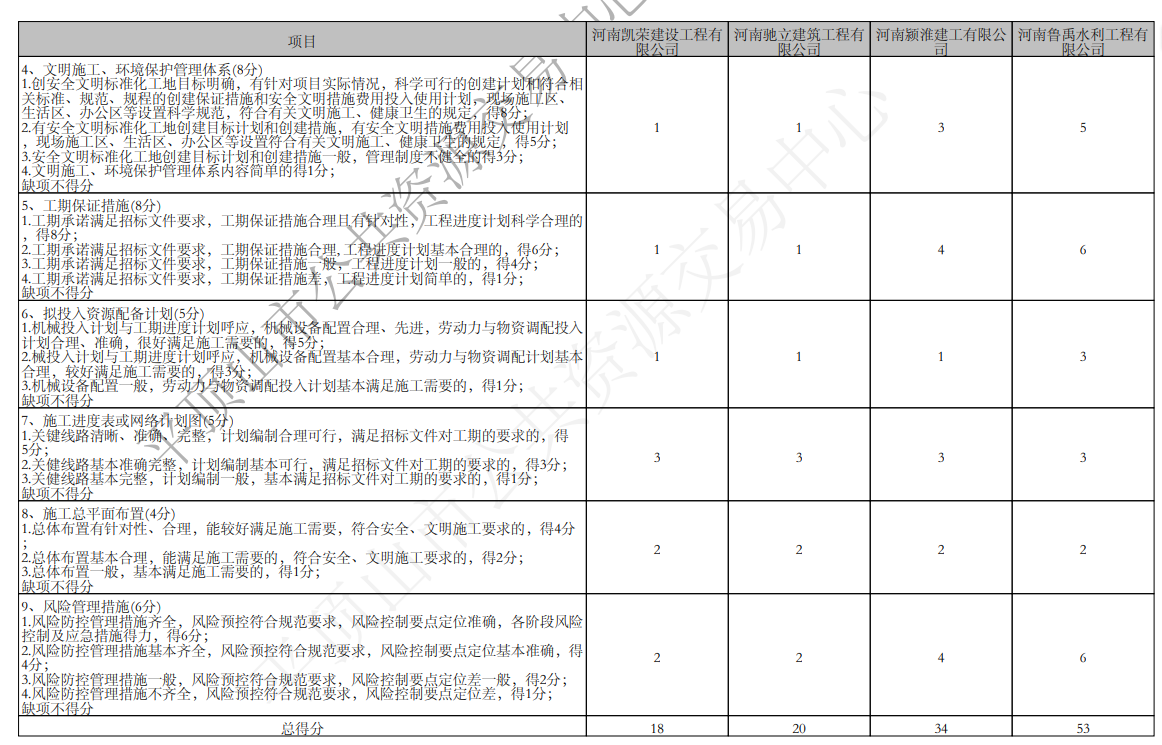 项目
河南凯荣建设工程有
限公司
河南驰立建筑工程有
限公司
河南颍淮建工有限公
司
河南鲁禹水利工程有
限公司
4、文明施工、环境保护管理体系(8分)
1.创安全文明标准化工地目标明确，有针对项目实际情况，科学可行的创建计划和符合相
关标准、规范、规程的创建保证措施和安全文明措施费用投入使用计划，现场施工区、
生活区、办公区等设置科学规范，符合有关文明施工、健康卫生的规定，得8分；
2.有安全文明标准化工地创建目标计划和创建措施，有安全文明措施费用投入使用计划
，现场施工区、生活区、办公区等设置符合有关文明施工、健康卫生的规定，得5分；
3.安全文明标准化工地创建目标计划和创建措施一般，管理制度不健全的得3分；
4.文明施工、环境保护管理体系内容简单的得1分；
缺项不得分
1
1
3
5
5、工期保证措施(8分)
1.工期承诺满足招标文件要求，工期保证措施合理且有针对性，工程进度计划科学合理的
，得8分；
2.工期承诺满足招标文件要求，工期保证措施合理,工程进度计划基本合理的，得6分；
3.工期承诺满足招标文件要求，工期保证措施一般，工程进度计划一般的，得4分；
4.工期承诺满足招标文件要求，工期保证措施差，工程进度计划简单的，得1分；
缺项不得分
1
1
4
6
6、拟投入资源配备计划(5分)
1.机械投入计划与工期进度计划呼应，机械设备配置合理、先进，劳动力与物资调配投入
计划合理、准确，很好满足施工需要的，得5分；
2.械投入计划与工期进度计划呼应，机械设备配置基本合理，劳动力与物资调配计划基本
合理，较好满足施工需要的，得3分；
3.机械设备配置一般，劳动力与物资调配投入计划基本满足施工需要的，得1分；
缺项不得分
1
1
1
3
7、施工进度表或网络计划图(5分)
1.关键线路清晰、准确、完整，计划编制合理可行，满足招标文件对工期的要求的，得
5分；
2.关健线路基本准确完整，计划编制基本可行，满足招标文件对工期的要求的，得3分；
3.关健线路基本完整，计划编制一般，基本满足招标文件对工期的要求的，得1分；
缺项不得分
3
3
3
3
8、施工总平面布置(4分)
1.总体布置有针对性、合理，能较好满足施工需要，符合安全、文明施工要求的，得4分
；
2.总体布置基本合理，能满足施工需要的，符合安全、文明施工要求的，得2分；
3.总体布置一般，基本满足施工需要的，得1分；
缺项不得分
2
2
2
2
9、风险管理措施(6分)
1.风险防控管理措施齐全，风险预控符合规范要求，风险控制要点定位准确，各阶段风险
控制及应急措施得力，得6分；
2.风险防控管理措施基本齐全，风险预控符合规范要求，风险控制要点定位基本准确，得
4分；
3.风险防控管理措施一般，风险预控符合规范要求，风险控制要点定位差一般，得2分；
4.风险防控管理措施不齐全，风险预控符合规范要求，风险控制要点定位差，得1分；
缺项不得分
2
2
4
6
总得分
18
20
34
53
平顶山市公共资源交易中心
平顶山市公共资源交易中心